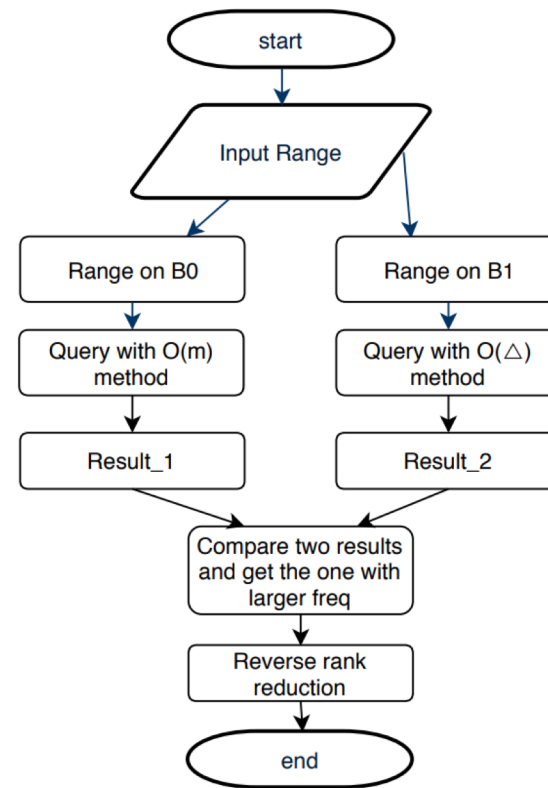 start
Input Range
Range on B0
Range on B1
Query with O(m)
method
Query with O(△)
method
Result_1
Result_2
Compare two results
and get the one with
larger freq
Reverse rank
reduction
end